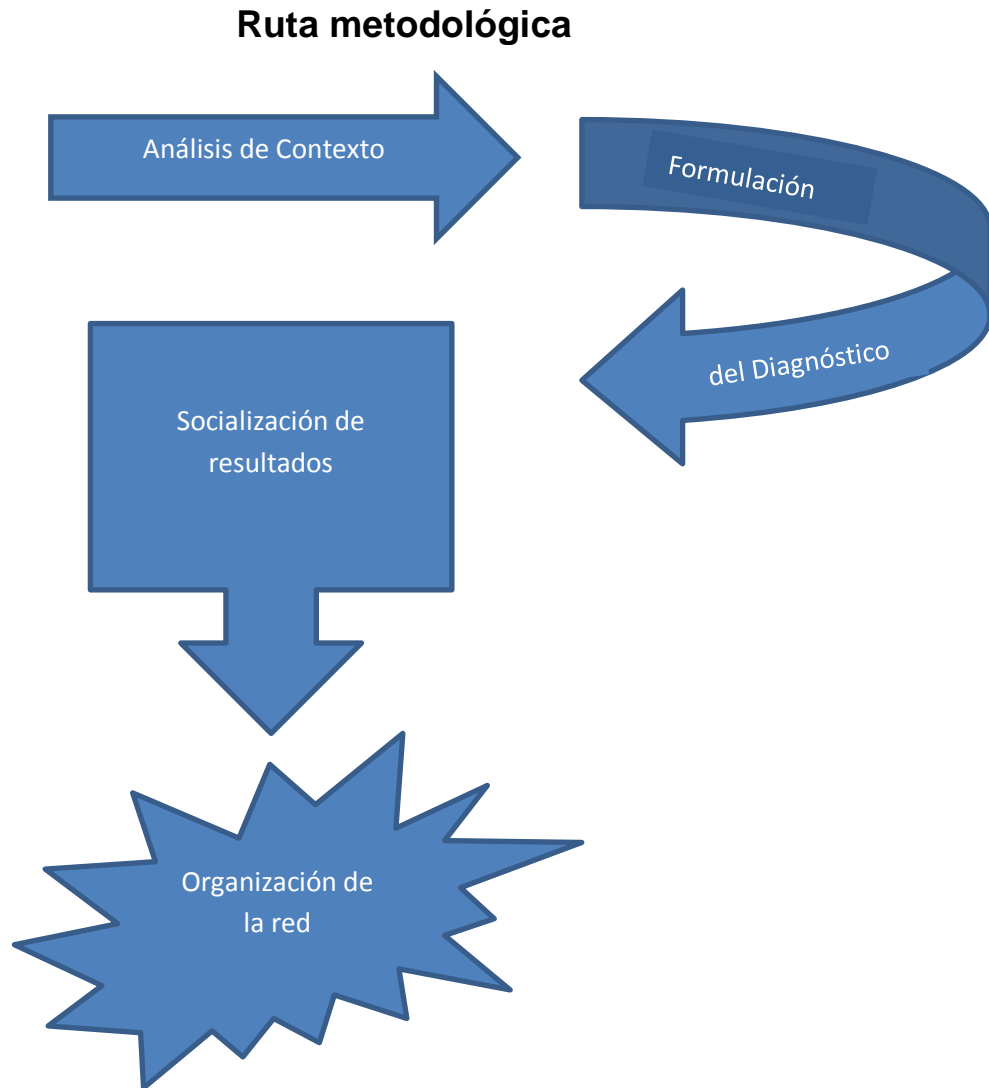 Ruta metodológica
Análisis de Contexto
Formulación
del Diagnóstico
Socialización de
resultados
Organización de
la red